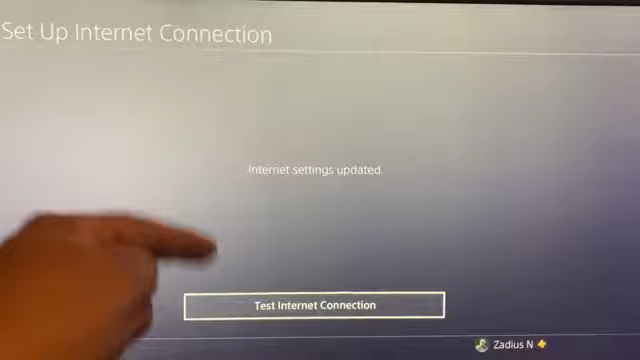 Set Up Internet Connection
Internet settings updated.
Test Internet Connection
Zadius N